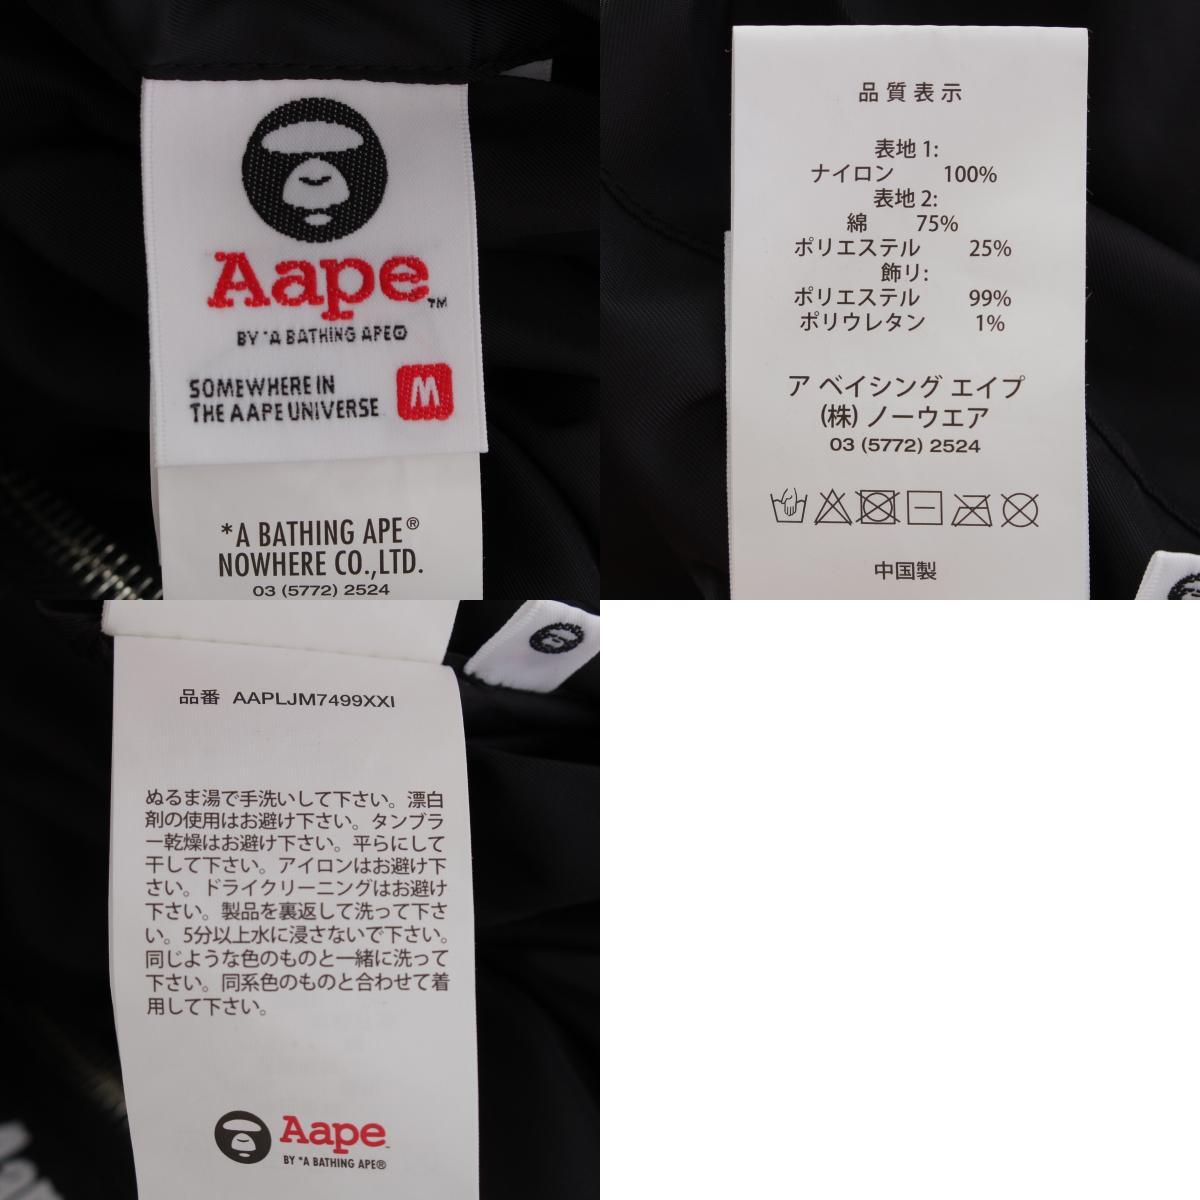 Aape™
BY *A BATHING APE®
SOMEWHERE IN
THE AAPE UNIVERSE
M
*A BATHING APE®
NOWHERE CO.,LTD.
03 (5772) 2524
品質表示
表地 1:
ナイロン 100%
表地 2:
綿 75%
ポリエステル 25%
飾リ:
ポリエステル 99%
ポリウレタン 1%
ア ベイシング エイプ
(株) ノーウエア
03 (5772) 2524
中国製
品番 AAPLJM7499XXI
ぬるま湯で手洗いして下さい。漂白
剤の使用はお避け下さい。タンブラ
ー乾燥はお避け下さい。平らにして
干して下さい。アイロンはお避け下
さい。ドライクリーニングはお避け
下さい。製品を裏返して洗って下さ
い。5分以上水に浸さないで下さい。
同じような色のものと一緒に洗って
下さい。同系色のものと合わせて着
用して下さい。
Aape
BY *A BATHING APE®